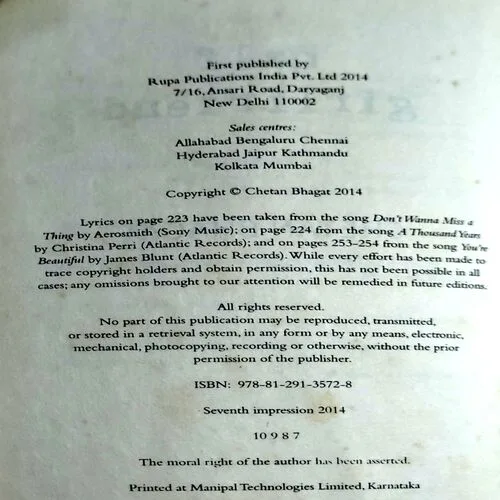 First published by
Rupa Publications India Pvt. Ltd 2014
7/16, Ansari Road, Daryaganj
New Delhi 110002
Sales centres:
Allahabad Bengaluru Chennai
Hyderabad Jaipur Kathmandu
Kolkata Mumbai
Copyright © Chetan Bhagat 2014
Lyrics on page 223 have been taken from the song Don't Wanna Miss a
Thing by Aerosmith (Sony Music); on page 224 from the song A Thousand Years
by Christina Perri (Atlantic Records); and on pages 253–254 from the song You're
Beautiful by James Blunt (Atlantic Records). While every effort has been made to
trace copyright holders and obtain permission, this has not been possible in all
cases; any omissions brought to our attention will be remedied in future editions.
All rights reserved.
No part of this publication may be reproduced, transmitted,
or stored in a retrieval system, in any form or by any means, electronic,
mechanical, photocopying, recording or otherwise, without the prior
permission of the publisher.
ISBN: 978-81-291-3572-8
Seventh impression 2014
10 9 8 7
The moral right of the author has been asserted.
Printed at Manipal Technologies Limited, Karnataka